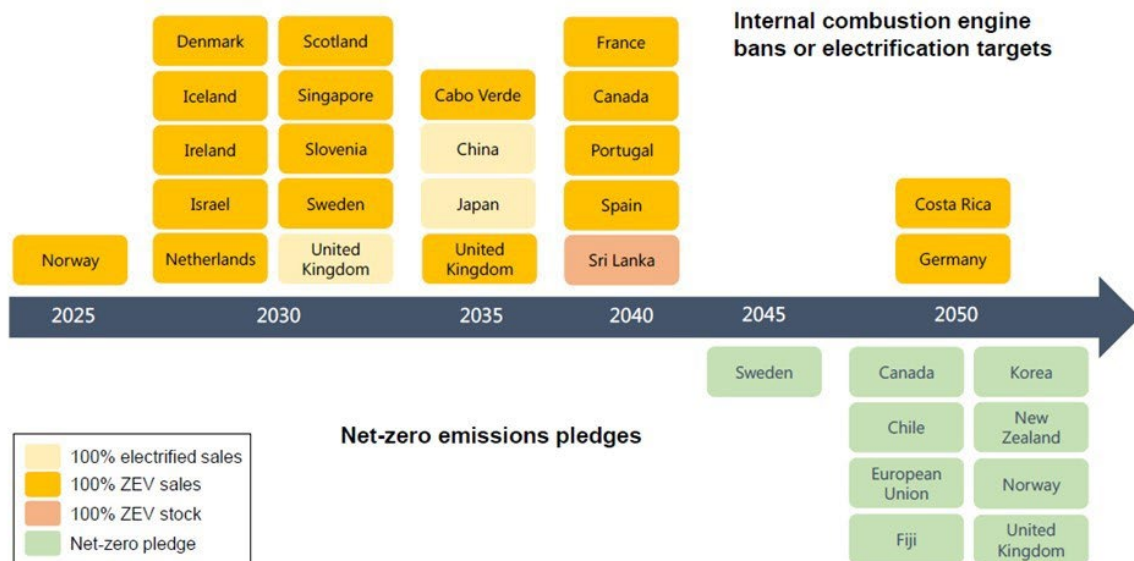 Internal combustion engine
bans or electrification targets
Denmark
Scotland
France
Iceland
Singapore
Cabo Verde
Canada
Ireland
Slovenia
China
Portugal
Israel
Sweden
Japan
Spain
Costa Rica
Norway
Netherlands
United
Kingdom
United
Kingdom
Sri Lanka
Germany
2025
2030
2035
2040
2045
2050
Sweden
Canada
Korea
Net-zero emissions pledges
Chile
New
Zealand
European
Union
Norway
Fiji
United
Kingdom
100% electrified sales
100% ZEV sales
100% ZEV stock
Net-zero pledge